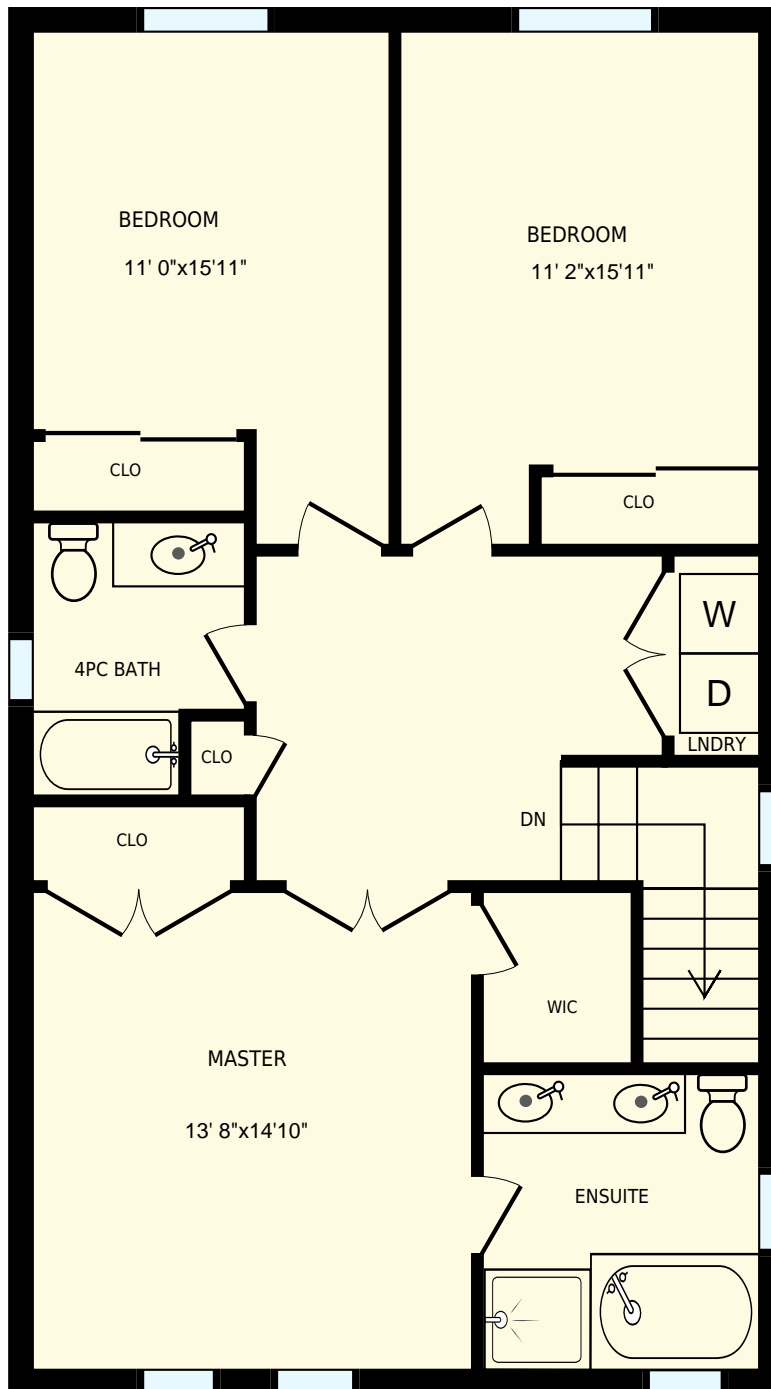 BEDROOM
11' 0"x15'11"
BEDROOM
11' 2"x15'11"
CLO
CLO
W
4PC BATH
D
LNDRY
CLO
DN
CLO
WIC
MASTER
13' 8"x14'10"
ENSUITE